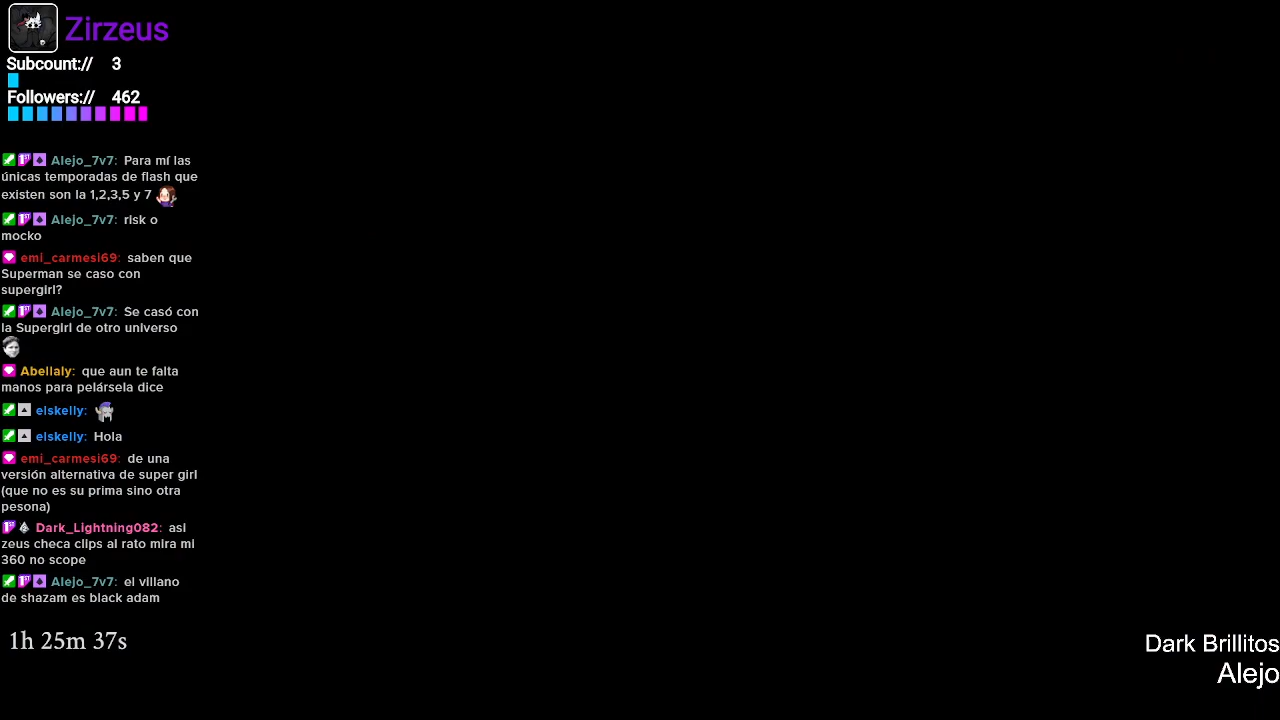 Zirzeus
Subcount:// 3
Followers:// 462
Alejo_7v7: Para mí las
únicas temporadas de flash que
existen son la 1,2,3,5 y 7
Alejo_7v7: risk o
mocko
emi_carmesi69: saben que
Superman se caso con
supergirl?
Alejo_7v7: Se casó con
la Supergirl de otro universo
Abellaly: que aun te falta
manos para pelársela dice
elskelly:
elskelly: Hola
emi_carmesi69: de una
versión alternativa de super girl
(que no es su prima sino otra
pesona)
Dark_Lightning082: asi
zeus checa clips al rato mira mi
360 no scope
Alejo_7v7: el villano
de shazam es black adam
1h 25m 37s
Dark Brillitos
Alejo